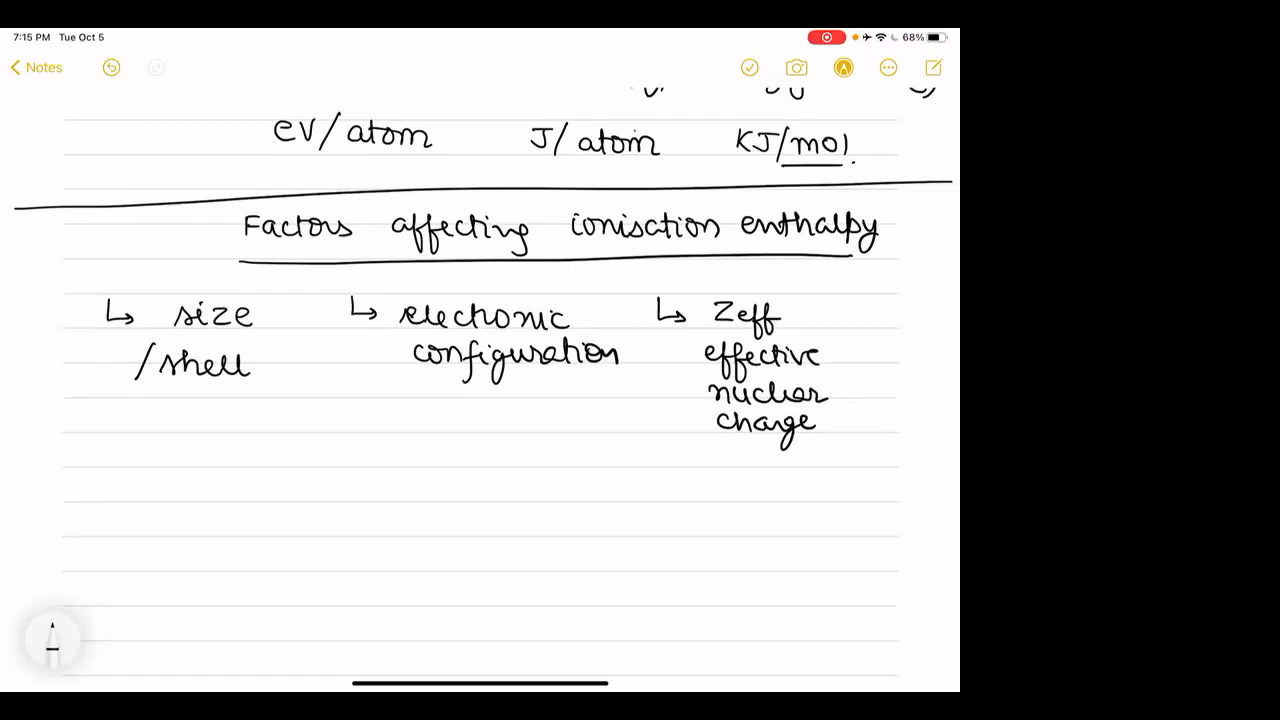 7:15 PM Tue Oct 5 68%
Notes
ev/atom J/atom KJ/mol.
Factors affecting ionisation enthalpy
↳ size ↳ electronic ↳ Zeff
/shell configuration effective
nuclear
charge